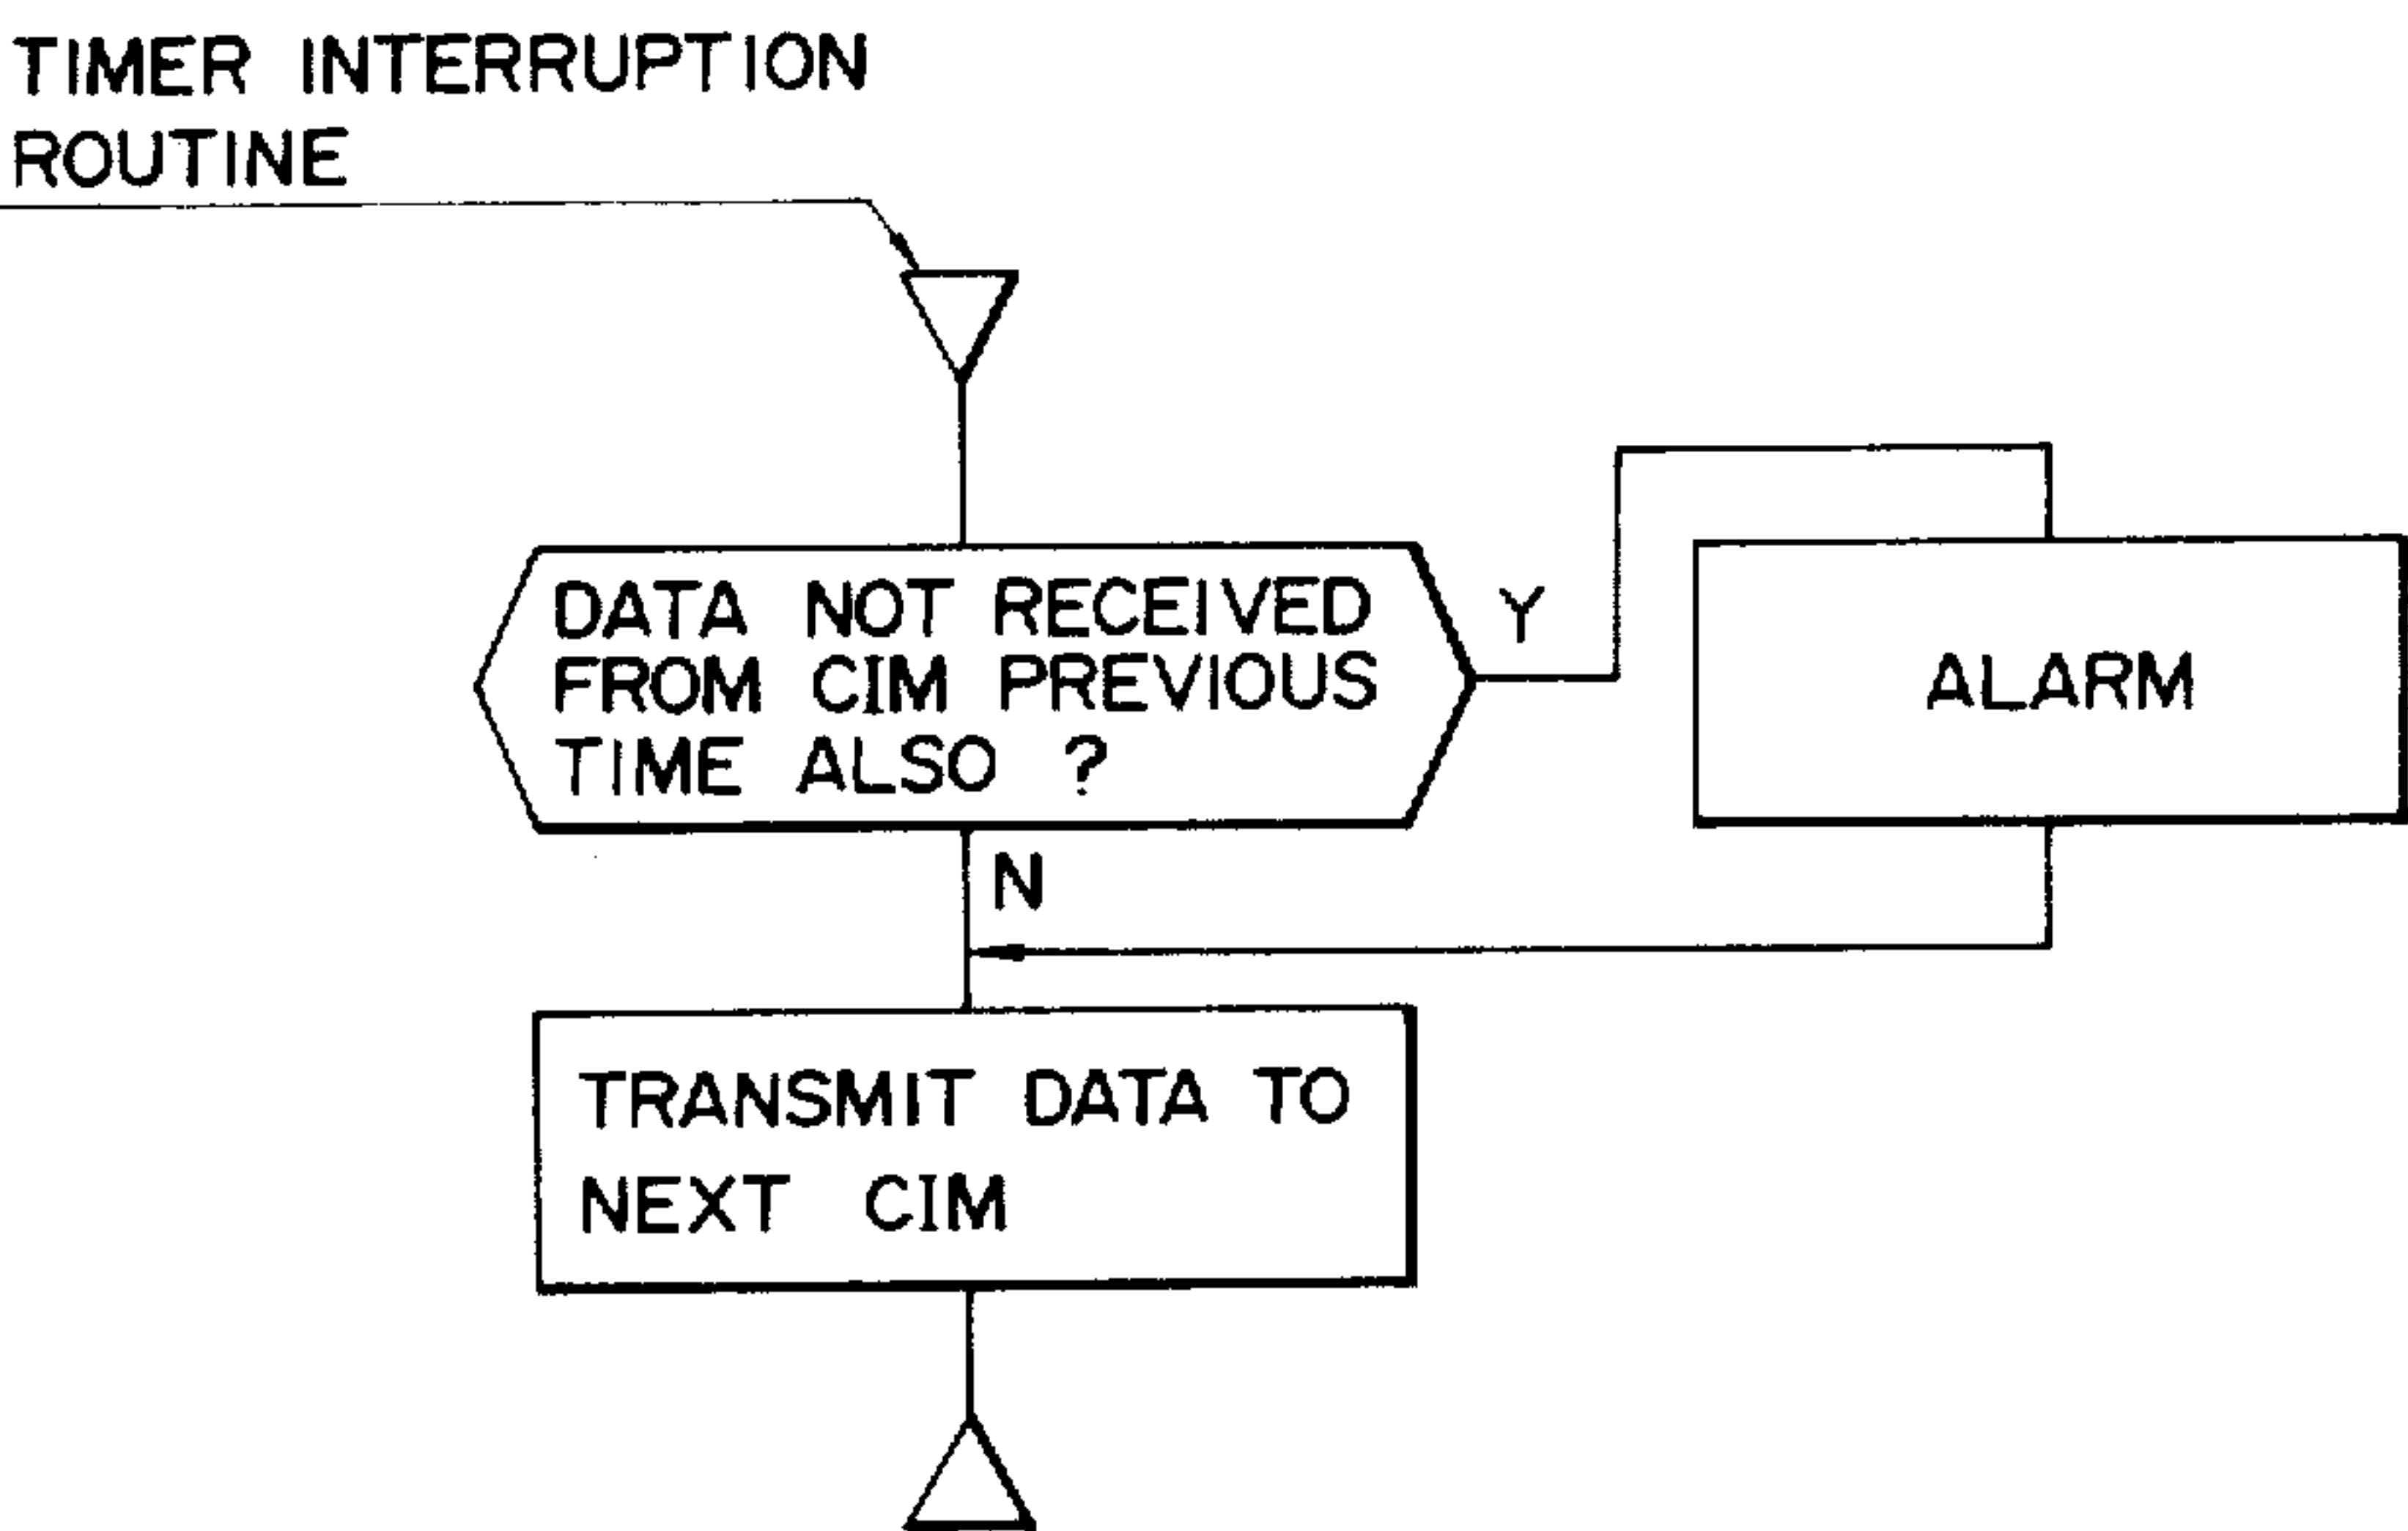 TIMER INTERRUPTION
ROUTINE
DATA NOT RECEIVED
FROM CIM PREVIOUS
TIME ALSO ?
Y
ALARM
N
TRANSMIT DATA TO
NEXT CIM